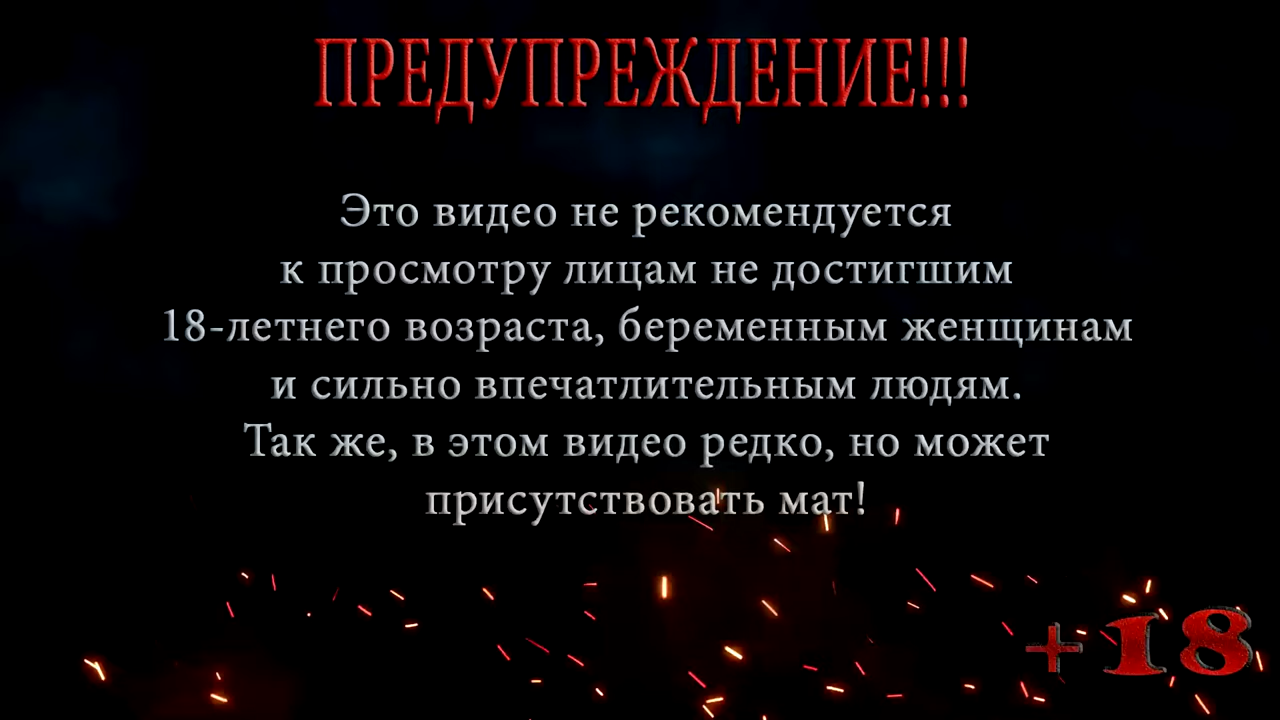 ПРЕДУПРЕЖДЕНИЕ!!!
Это видео не рекомендуется
к просмотру лицам не достигшим
18-летнего возраста, беременным женщинам
и сильно впечатлительным людям.
Так же, в этом видео редко, но может
присутствовать мат!
+18